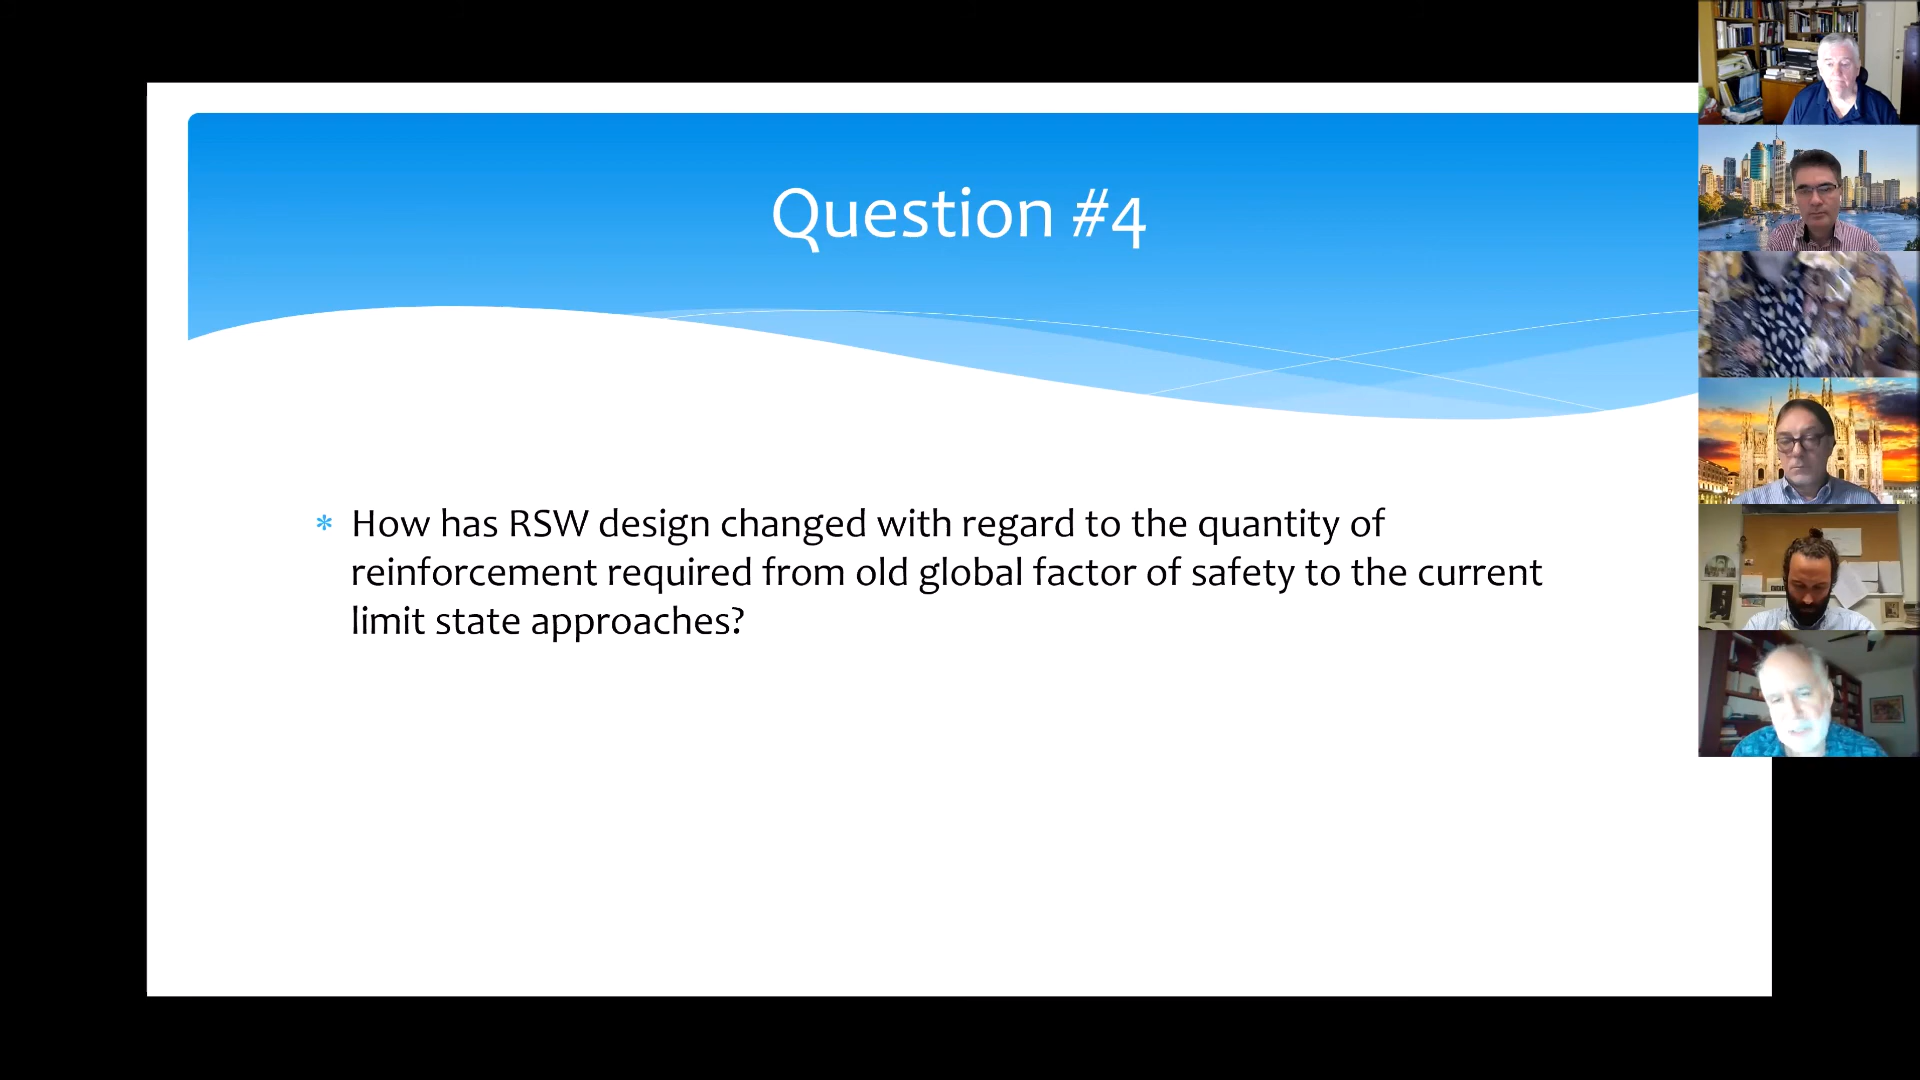 Question #4
* How has RSW design changed with regard to the quantity of
reinforcement required from old global factor of safety to the current
limit state approaches?